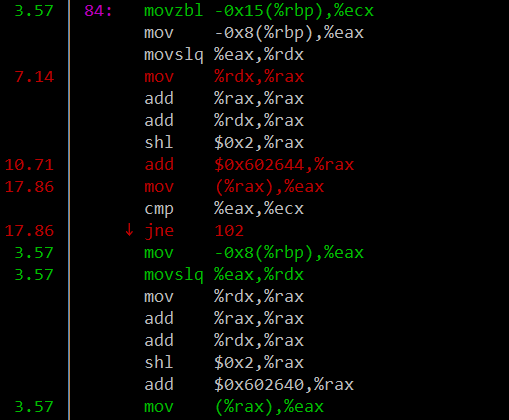 3.57 84: movzbl -0x15(%rbp),%ecx
mov -0x8(%rbp),%eax
movslq %eax,%rdx
7.14 mov %rdx,%rax
add %rax,%rax
add %rdx,%rax
shl $0x2,%rax
10.71 add $0x602644,%rax
17.86 mov (%rax),%eax
cmp %eax,%ecx
17.86 ↓ jne 102
3.57 mov -0x8(%rbp),%eax
3.57 movslq %eax,%rdx
mov %rdx,%rax
add %rax,%rax
add %rdx,%rax
shl $0x2,%rax
add $0x602640,%rax
3.57 mov (%rax),%eax